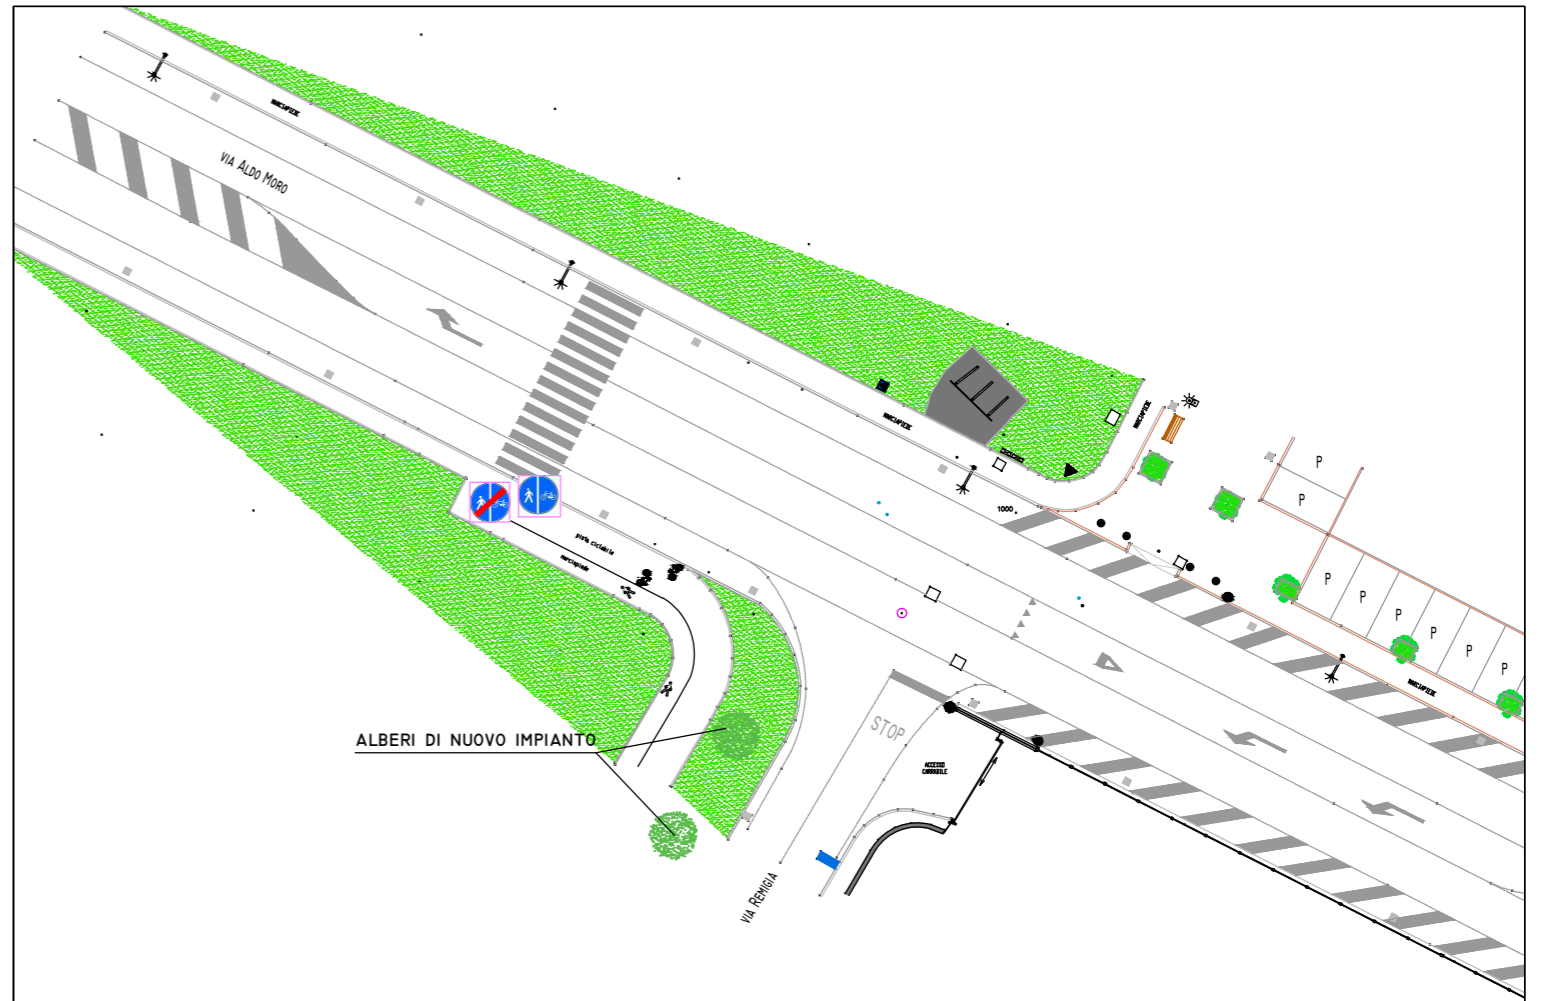 MARCIAPIEDE
VIA ALDO MORO
MARCIAPIEDE
MARCIAPIEDE
P
P
1000
pista ciclabile
marciapiede
P
P
P
P
P
P
MARCIAPIEDE
STOP
ALBERI DI NUOVO IMPIANTO
ACCESSO
CARRABILE
VIA REMIGIA